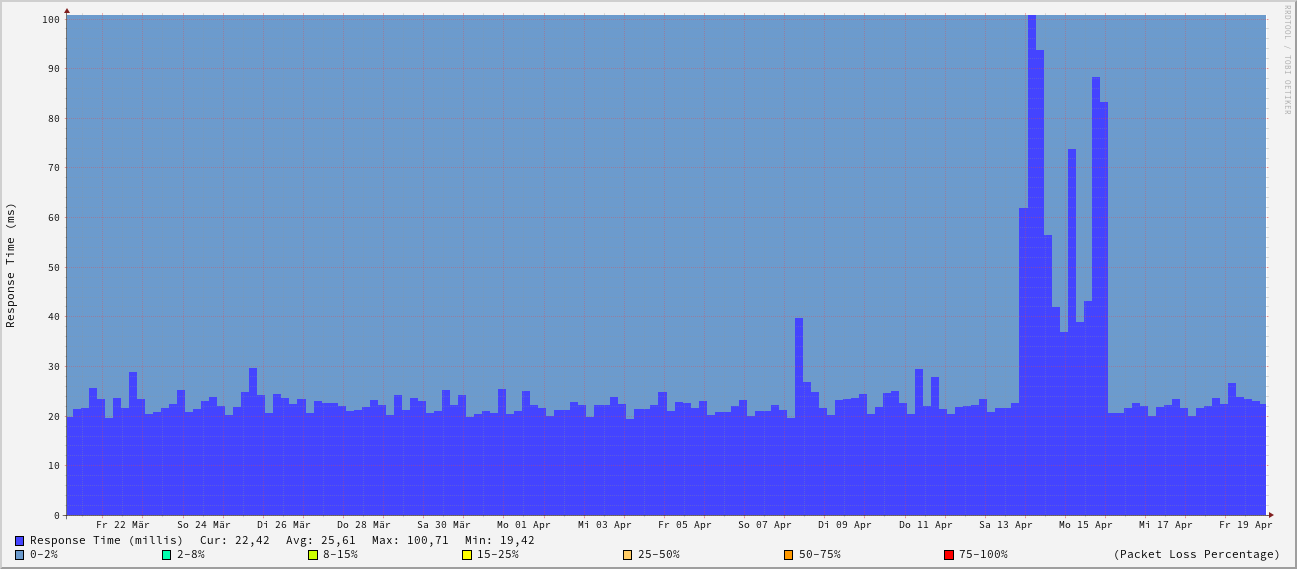 RRDTOOL / TOBI OETIKER
Response Time (ms)
100
90
80
70
60
50
40
30
20
10
0
Fr 22 Mär So 24 Mär Di 26 Mär Do 28 Mär Sa 30 Mär Mo 01 Apr Mi 03 Apr Fr 05 Apr So 07 Apr Di 09 Apr Do 11 Apr Sa 13 Apr Mo 15 Apr Mi 17 Apr Fr 19 Apr
Response Time (millis) Cur: 22,42 Avg: 25,61 Max: 100,71 Min: 19,42
0-2% 2-8% 8-15% 15-25% 25-50% 50-75% 75-100% (Packet Loss Percentage)